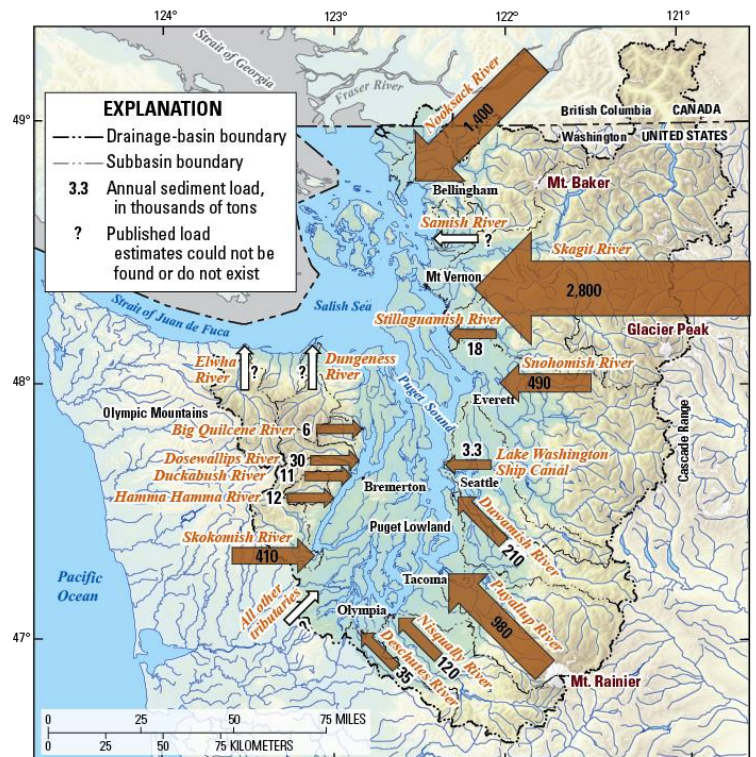 124°
123°
122°
121°
Strait of Georgia
Fraser River
Nooksack River
1,400
49°
British Columbia
CANADA
Washington
UNITED STATES
EXPLANATION
Drainage-basin boundary
Subbasin boundary
3.3 Annual sediment load,
in thousands of tons
? Published load
estimates could not be
found or do not exist
Bellingham
Mt. Baker
Samish River
?
Skagit River
Mt Vernon
2,800
Salish Sea
Strait of Juan de Fuca
Stillaguamish River
18
Glacier Peak
Elwha
River
?
Dungeness
River
?
Snohomish River
490
48°
Puget Sound
Everett
Olympic Mountains
Cascade Range
Big Quilcene River
6
Dosewallips River
30
Duckabush River
11
Hamma Hamma River
12
3.3
Lake Washington
Ship Canal
Bremerton
Seattle
Puget Lowland
Duwamish River
210
Skokomish River
410
Pacific
Ocean
Tacoma
Puyallup River
980
All other
tributaries
?
Olympia
Nisqually River
120
Deschutes River
35
47°
Mt. Rainier
0 25 50 75 MILES
0 25 50 75 KILOMETERS